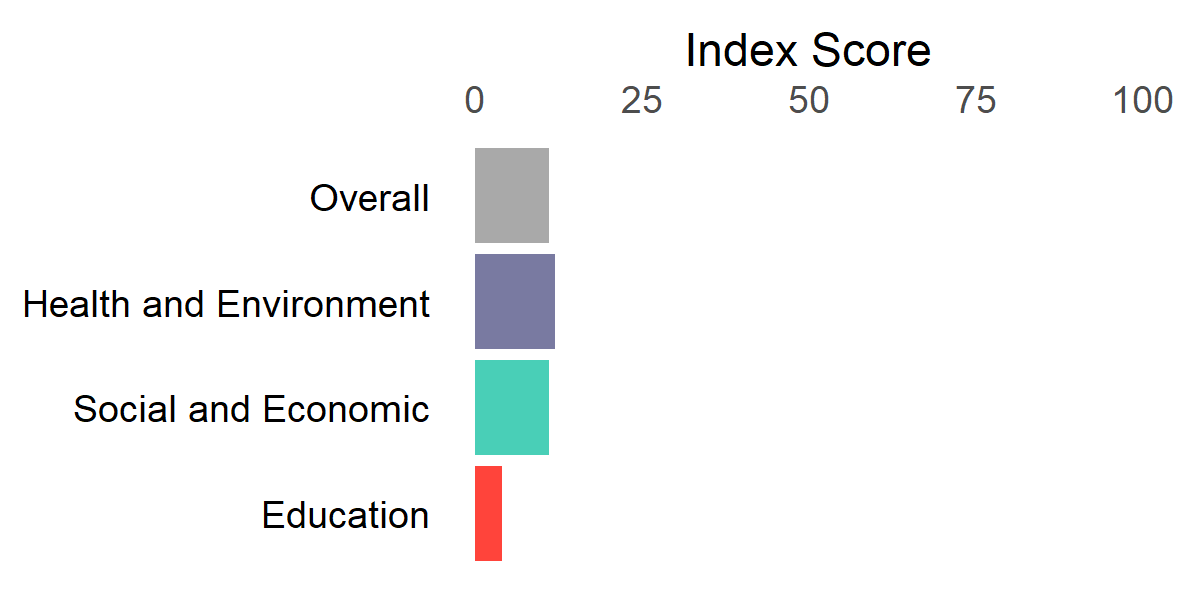 Index Score
0 25 50 75 100
Overall
Health and Environment
Social and Economic
Education